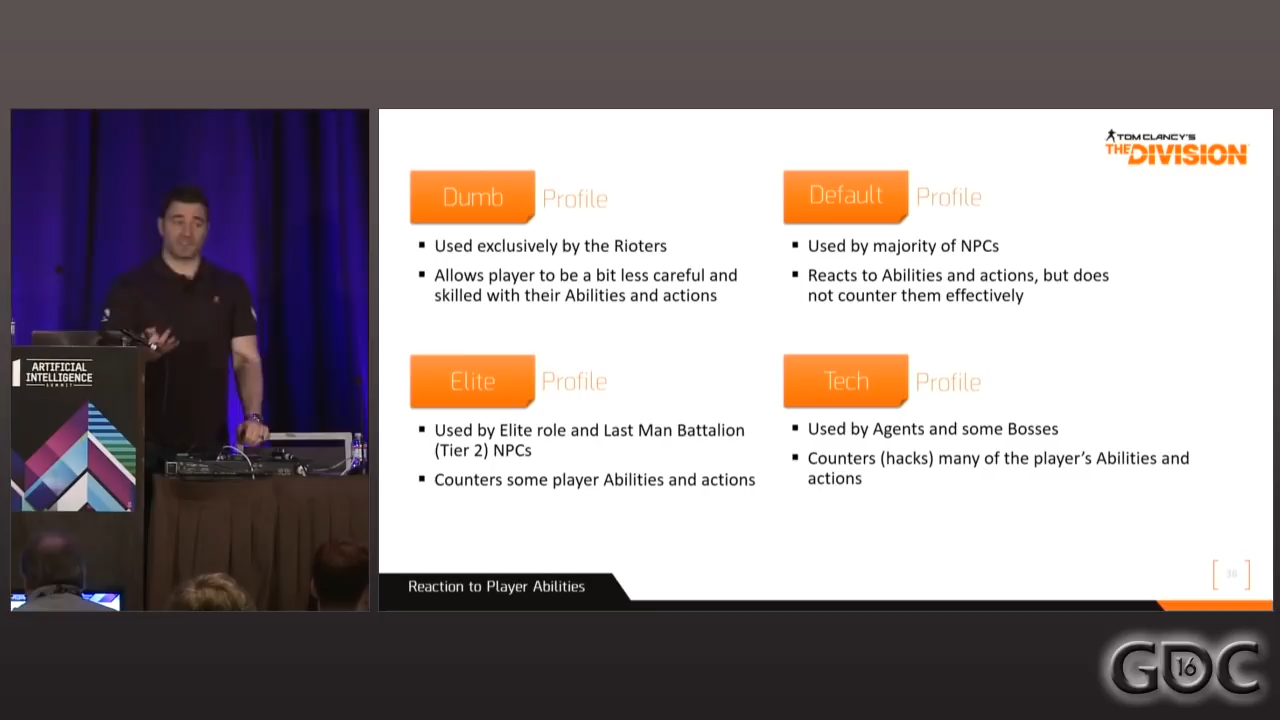 TOM CLANCY'S
THE DIVISION
Dumb Profile
▪ Used exclusively by the Rioters
▪ Allows player to be a bit less careful and
skilled with their Abilities and actions
Default Profile
▪ Used by majority of NPCs
▪ Reacts to Abilities and actions, but does
not counter them effectively
Elite Profile
▪ Used by Elite role and Last Man Battalion
(Tier 2) NPCs
▪ Counters some player Abilities and actions
Tech Profile
▪ Used by Agents and some Bosses
▪ Counters (hacks) many of the player's Abilities and
actions
Reaction to Player Abilities
ARTIFICIAL
INTELLIGENCE
SUMMIT
GDC
16